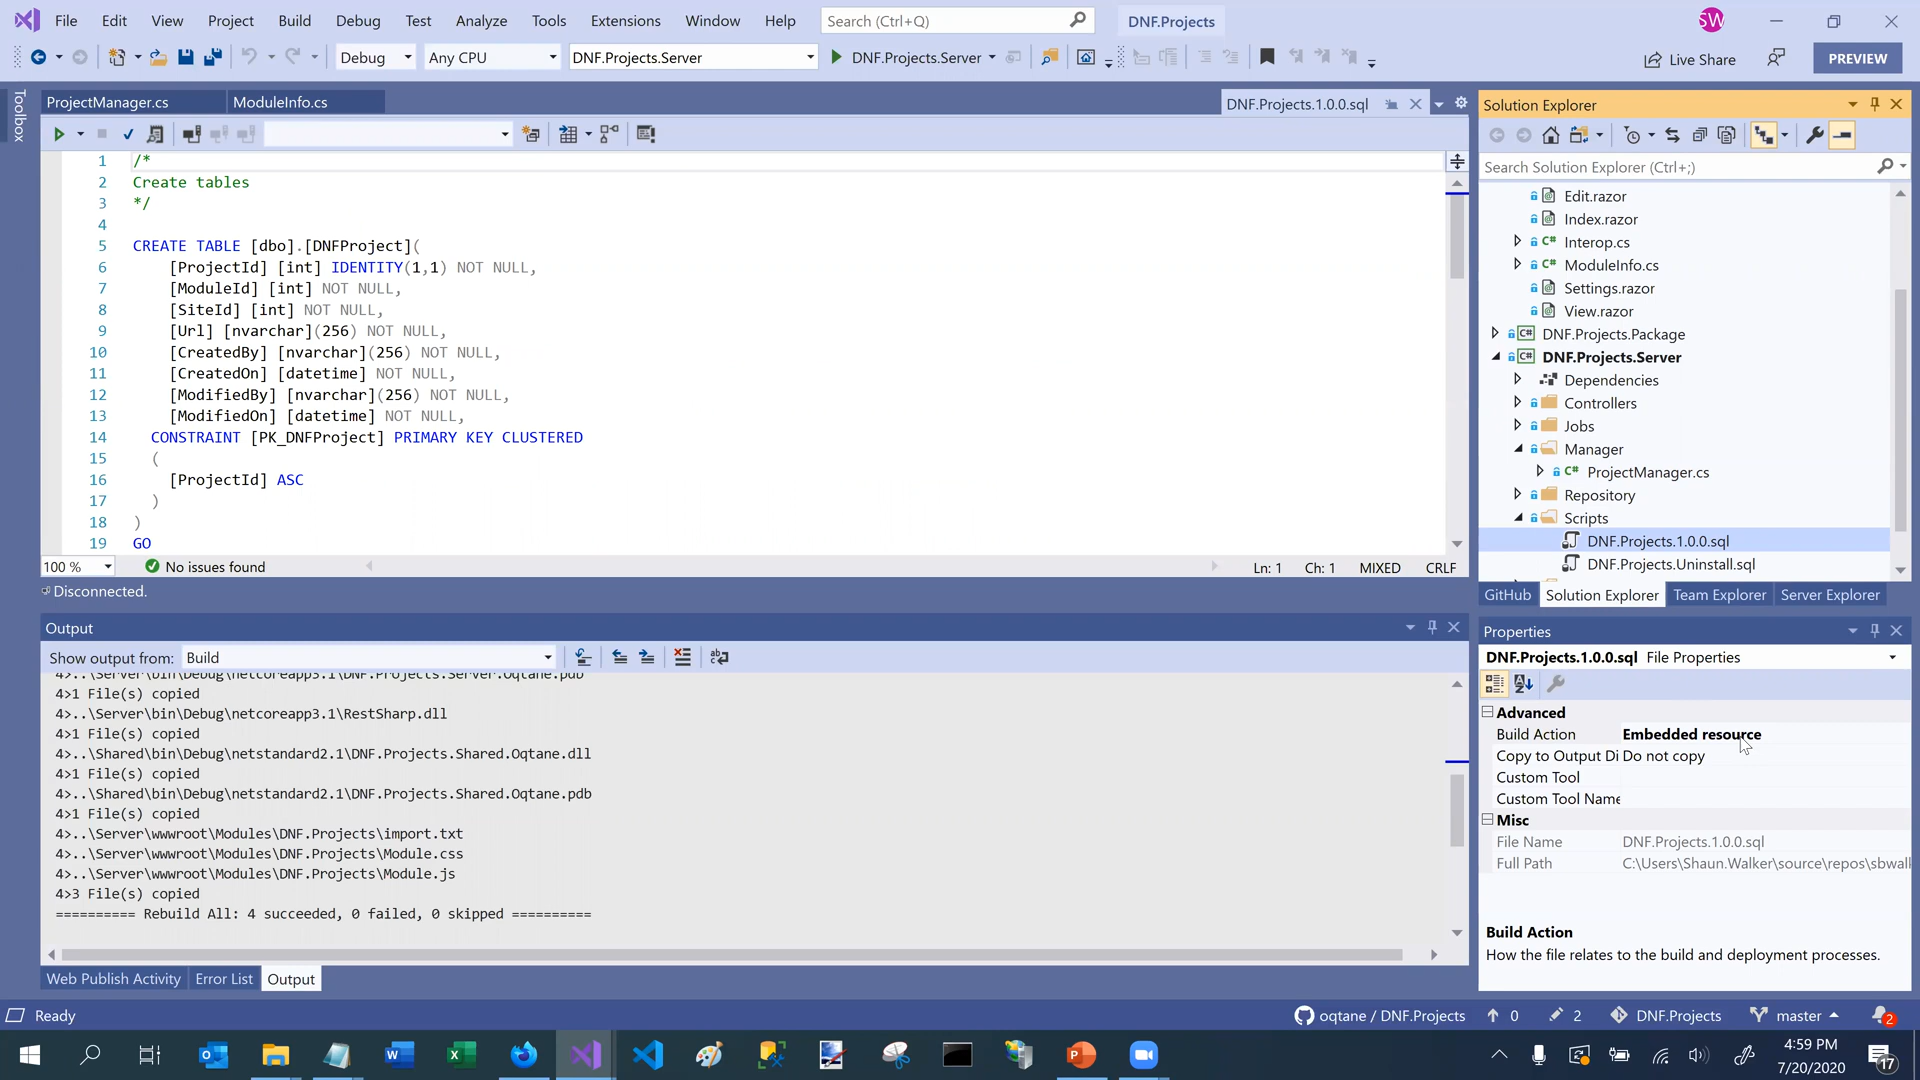 File Edit View Project Build Debug Test Analyze Tools Extensions Window Help Search (Ctrl+Q) DNF.Projects SW
Debug Any CPU DNF.Projects.Server DNF.Projects.Server Live Share PREVIEW
Toolbox
ProjectManager.cs ModuleInfo.cs DNF.Projects.1.0.0.sql
1 /*
2 Create tables
3 */
4
5 CREATE TABLE [dbo].[DNFProject](
6 [ProjectId] [int] IDENTITY(1,1) NOT NULL,
7 [ModuleId] [int] NOT NULL,
8 [SiteId] [int] NOT NULL,
9 [Url] [nvarchar](256) NOT NULL,
10 [CreatedBy] [nvarchar](256) NOT NULL,
11 [CreatedOn] [datetime] NOT NULL,
12 [ModifiedBy] [nvarchar](256) NOT NULL,
13 [ModifiedOn] [datetime] NOT NULL,
14 CONSTRAINT [PK_DNFProject] PRIMARY KEY CLUSTERED
15 (
16 [ProjectId] ASC
17 )
18 )
19 GO
100 % No issues found Ln: 1 Ch: 1 MIXED CRLF
Disconnected.
Output
Show output from: Build
4>..\Server\bin\Debug\netcoreapp3.1\DNF.Projects.Server.Oqtane.pdb
4>1 File(s) copied
4>..\Server\bin\Debug\netcoreapp3.1\RestSharp.dll
4>1 File(s) copied
4>..\Shared\bin\Debug\netstandard2.1\DNF.Projects.Shared.Oqtane.dll
4>1 File(s) copied
4>..\Shared\bin\Debug\netstandard2.1\DNF.Projects.Shared.Oqtane.pdb
4>1 File(s) copied
4>..\Server\wwwroot\Modules\DNF.Projects\import.txt
4>..\Server\wwwroot\Modules\DNF.Projects\Module.css
4>..\Server\wwwroot\Modules\DNF.Projects\Module.js
4>3 File(s) copied
========== Rebuild All: 4 succeeded, 0 failed, 0 skipped ==========
Web Publish Activity Error List Output
Solution Explorer
Search Solution Explorer (Ctrl+;)
Edit.razor
Index.razor
C# Interop.cs
C# ModuleInfo.cs
Settings.razor
View.razor
C# DNF.Projects.Package
C# DNF.Projects.Server
Dependencies
Controllers
Jobs
Manager
C# ProjectManager.cs
Repository
Scripts
DNF.Projects.1.0.0.sql
DNF.Projects.Uninstall.sql
GitHub Solution Explorer Team Explorer Server Explorer
Properties
DNF.Projects.1.0.0.sql File Properties
Advanced
Build Action Embedded resource
Copy to Output Di Do not copy
Custom Tool
Custom Tool Name
Misc
File Name DNF.Projects.1.0.0.sql
Full Path C:\Users\Shaun.Walker\source\repos\sbwalk
Build Action
How the file relates to the build and deployment processes.
Ready oqtane / DNF.Projects 0 2 DNF.Projects master 2
4:59 PM
7/20/2020
17